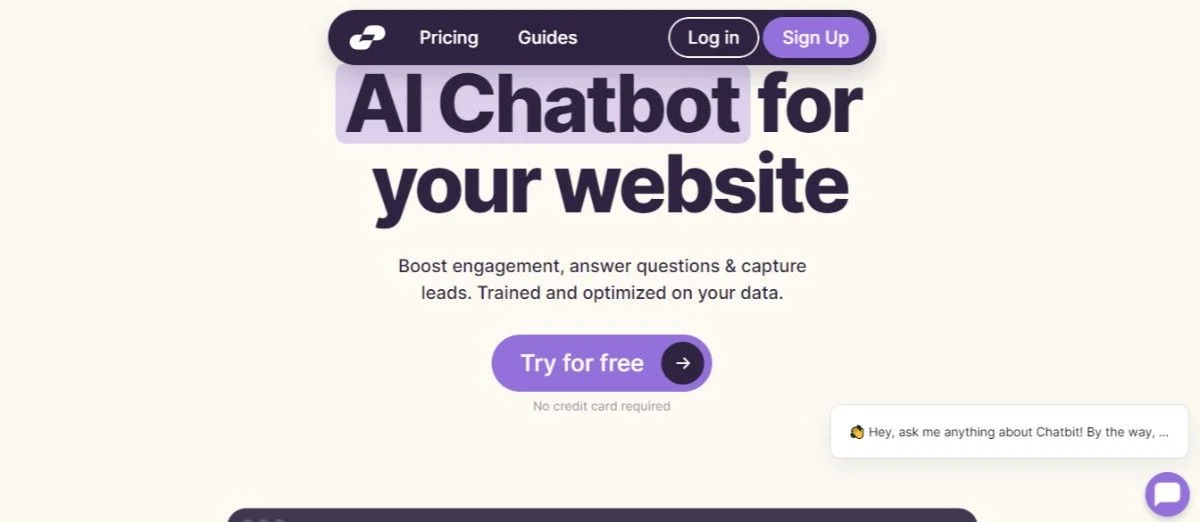 Pricing Guides Log in Sign Up
AI Chatbot for
your website
Boost engagement, answer questions & capture
leads. Trained and optimized on your data.
Try for free
No credit card required
👋 Hey, ask me anything about Chatbit! By the way, ...